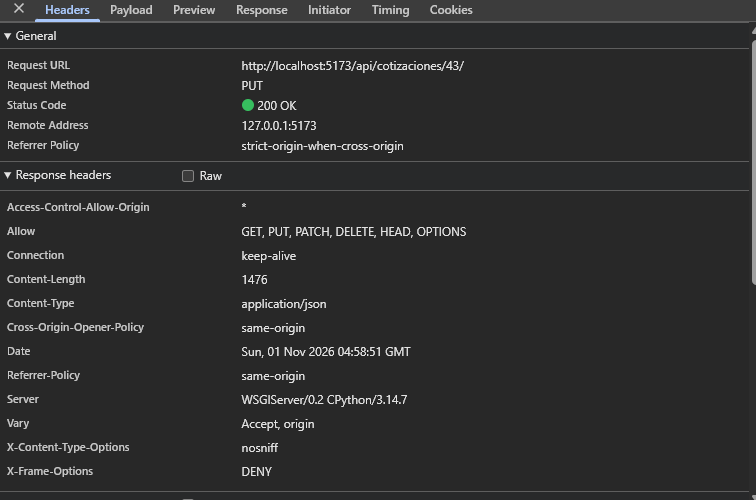 Headers Payload Preview Response Initiator Timing Cookies
General
Request URL http://localhost:5173/api/cotizaciones/43/
Request Method PUT
Status Code 200 OK
Remote Address 127.0.0.1:5173
Referrer Policy strict-origin-when-cross-origin
Response headers Raw
Access-Control-Allow-Origin *
Allow GET, PUT, PATCH, DELETE, HEAD, OPTIONS
Connection keep-alive
Content-Length 1476
Content-Type application/json
Cross-Origin-Opener-Policy same-origin
Date Sun, 01 Nov 2026 04:58:51 GMT
Referrer-Policy same-origin
Server WSGIServer/0.2 CPython/3.14.7
Vary Accept, origin
X-Content-Type-Options nosniff
X-Frame-Options DENY